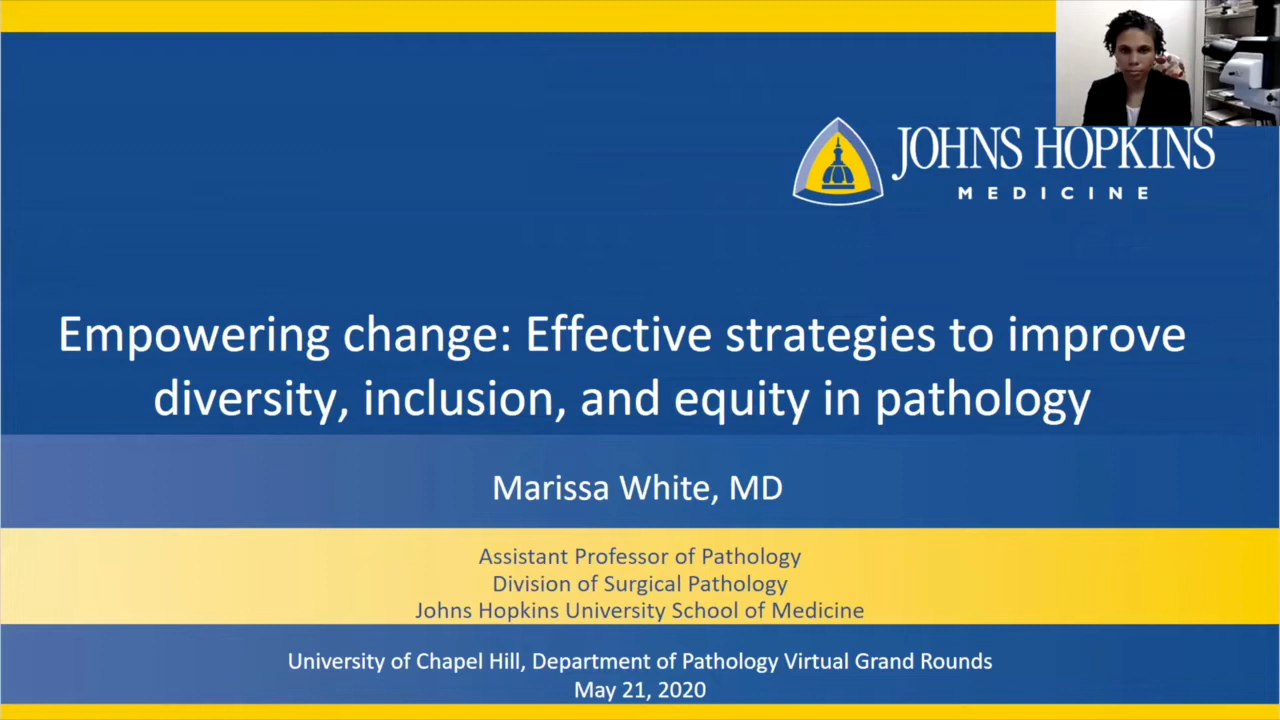 JOHNS HOPKINS
MEDICINE
Empowering change: Effective strategies to improve
diversity, inclusion, and equity in pathology
Marissa White, MD
Assistant Professor of Pathology
Division of Surgical Pathology
Johns Hopkins University School of Medicine
University of Chapel Hill, Department of Pathology Virtual Grand Rounds
May 21, 2020